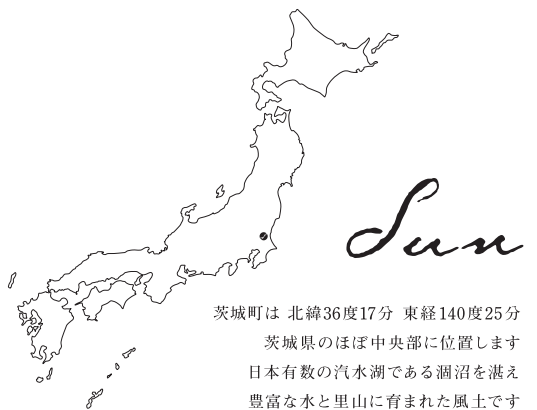 Sun
茨城町は 北緯36度17分 東経140度25分
茨城県のほぼ中央部に位置します
日本有数の汽水湖である涸沼を湛え
豊富な水と里山に育まれた風土です